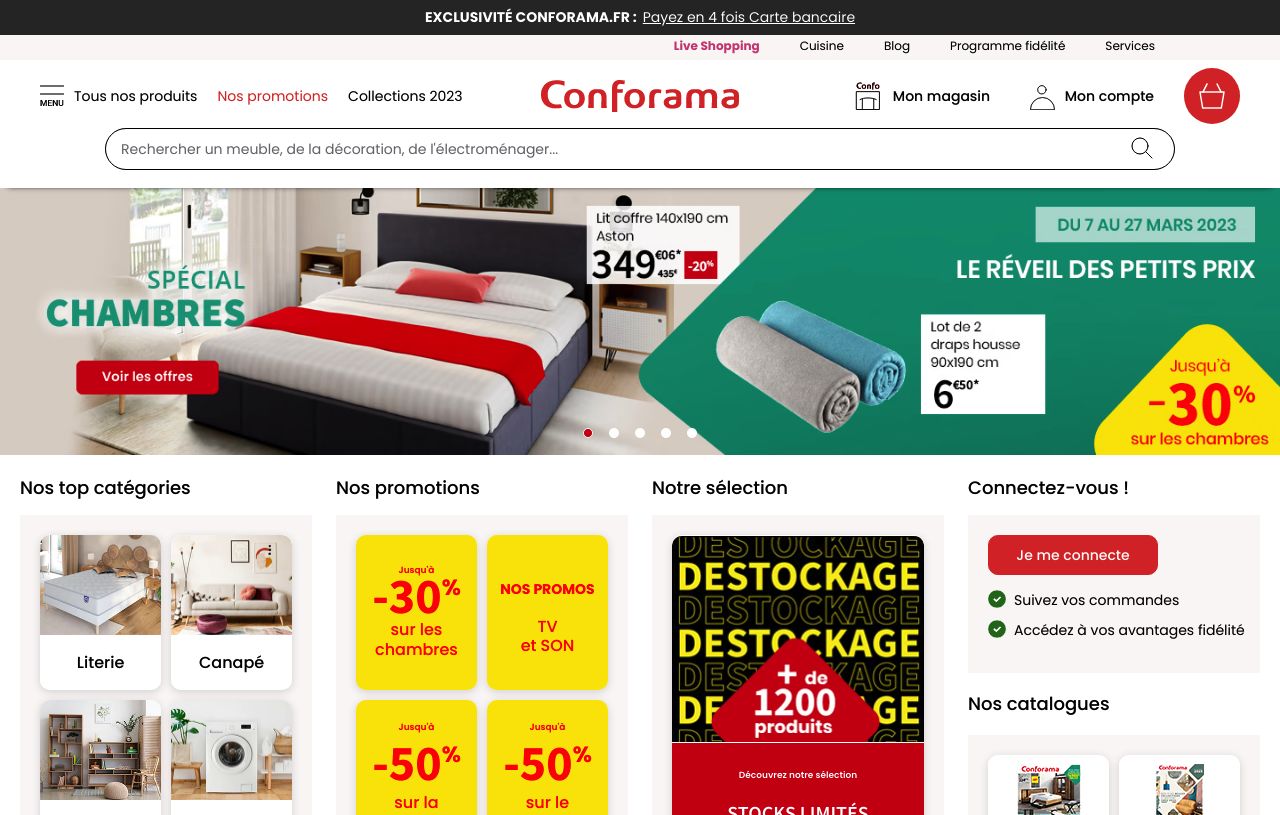 EXCLUSIVITÉ CONFORAMA.FR : Payez en 4 fois Carte bancaire
Live Shopping Cuisine Blog Programme fidélité Services
MENU Tous nos produits Nos promotions Collections 2023
Conforama
Confo Mon magasin Mon compte
Rechercher un meuble, de la décoration, de l'électroménager...
SPÉCIAL
CHAMBRES
Voir les offres
Lit coffre 140x190 cm
Aston
349€06*
435€ -20%
DU 7 AU 27 MARS 2023
LE RÉVEIL DES PETITS PRIX
Lot de 2
draps housse
90x190 cm
6€50*
Jusqu'à
-30%
sur les chambres
Nos top catégories
Literie
Canapé
Nos promotions
Jusqu'à
-30%
sur les
chambres
NOS PROMOS
TV
et SON
Jusqu'à
-50%
sur la
Jusqu'à
-50%
sur le
Notre sélection
DESTOCKAGE
DESTOCKAGE
DESTOCKAGE
DESTOCKAGE
+ de
1200
produits
Découvrez notre sélection
STOCKS LIMITÉS
Connectez-vous !
Je me connecte
Suivez vos commandes
Accédez à vos avantages fidélité
Nos catalogues
Conforama
Conforama